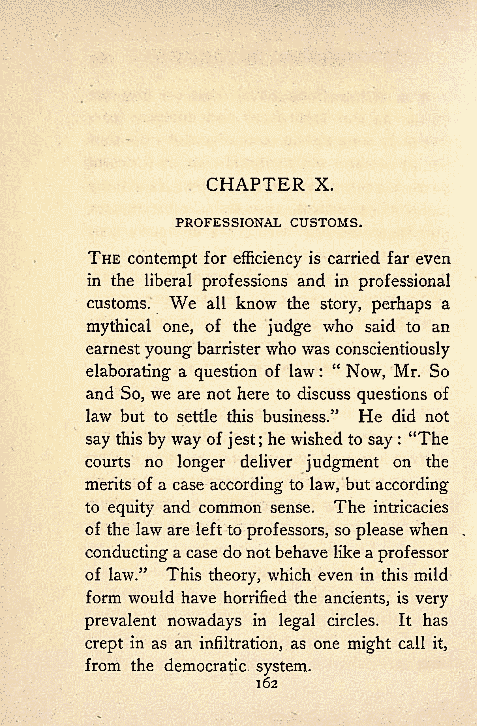 CHAPTER X.
PROFESSIONAL CUSTOMS.
THE contempt for efficiency is carried far even
in the liberal professions and in professional
customs. We all know the story, perhaps a
mythical one, of the judge who said to an
earnest young barrister who was conscientiously
elaborating a question of law : “ Now, Mr. So
and So, we are not here to discuss questions of
law but to settle this business.” He did not
say this by way of jest ; he wished to say : “The
courts no longer deliver judgment on the
merits of a case according to law, but according
to equity and common sense. The intricacies
of the law are left to professors, so please when
conducting a case do not behave like a professor
of law.” This theory, which even in this mild
form would have horrified the ancients, is very
prevalent nowadays in legal circles. It has
crept in as an infiltration, as one might call it,
from the democratic system.
162